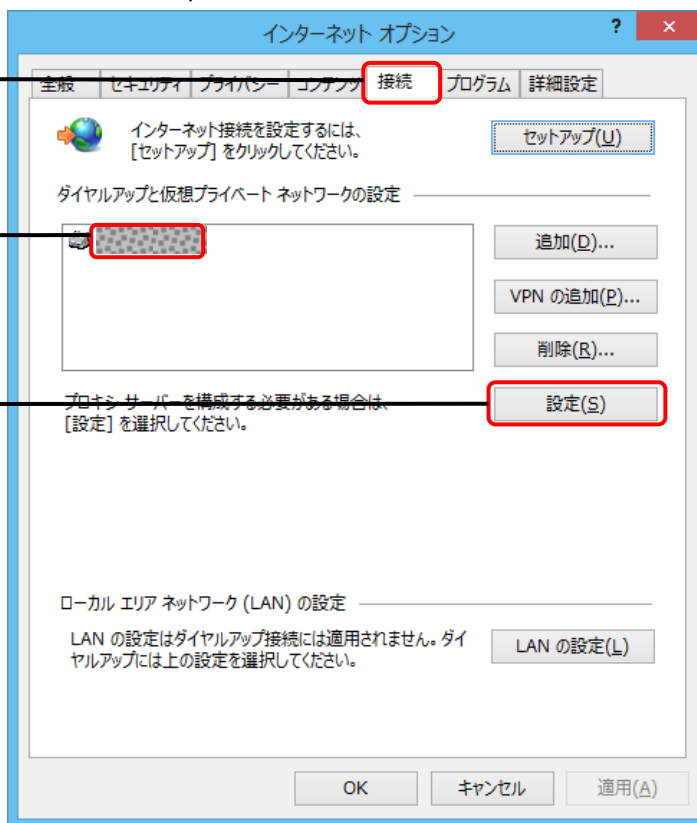 インターネット オプション
?
×
全般 セキュリティ プライバシー コンテンツ 接続 プログラム 詳細設定
インターネット接続を設定するには、
[セットアップ] をクリックしてください。
セットアップ(U)
ダイヤルアップと仮想プライベート ネットワークの設定
追加(D)...
VPN の追加(P)...
削除(R)...
プロキシ サーバーを構成する必要がある場合は、
[設定] を選択してください。
設定(S)
ローカル エリア ネットワーク (LAN) の設定
LAN の設定はダイヤルアップ接続には適用されません。ダイ
ヤルアップには上の設定を選択してください。
LAN の設定(L)
OK キャンセル 適用(A)